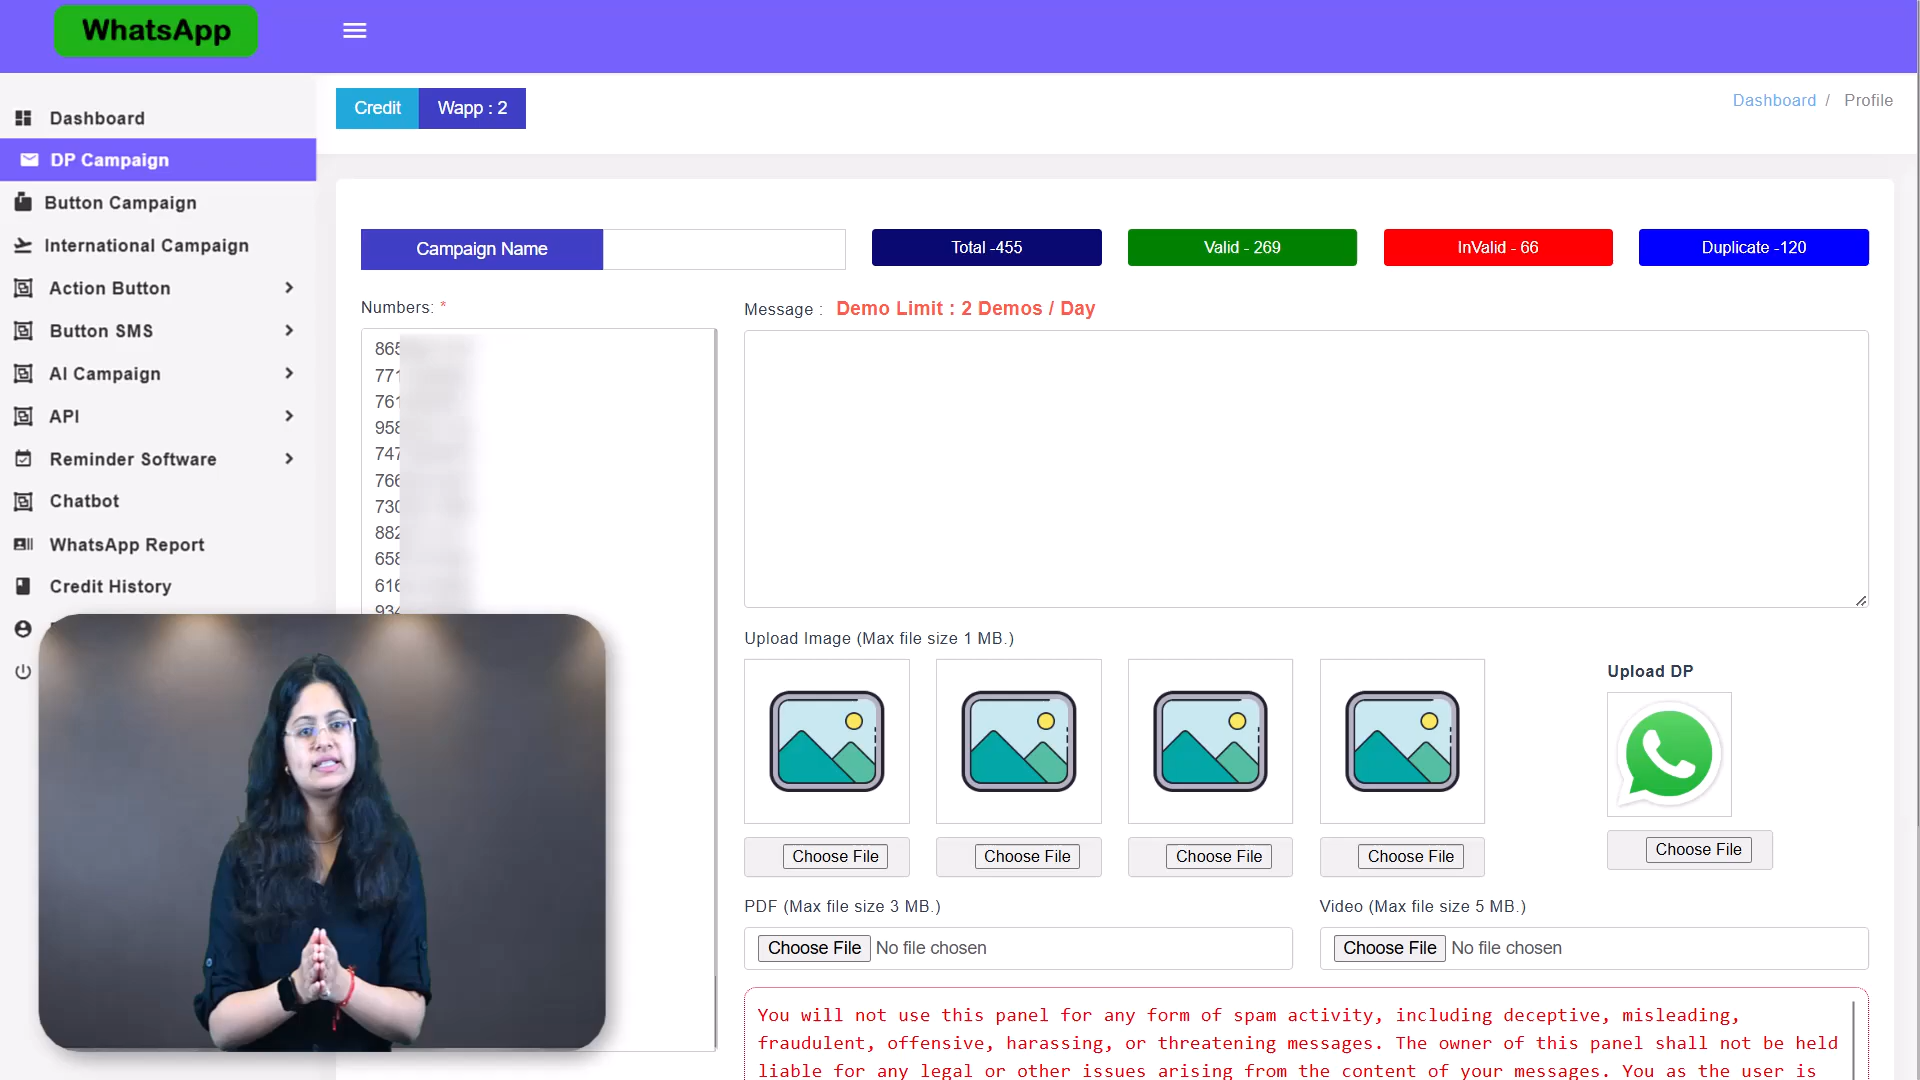 WhatsApp
Credit
Wapp : 2
Dashboard / Profile
Dashboard
DP Campaign
Button Campaign
International Campaign
Action Button
Button SMS
AI Campaign
API
Reminder Software
Chatbot
WhatsApp Report
Credit History
Campaign Name
Total -455
Valid - 269
InValid - 66
Duplicate -120
Numbers: *
865
771
761
958
747
766
730
882
658
616
934
Message : Demo Limit : 2 Demos / Day
Upload Image (Max file size 1 MB.)
Choose File
Choose File
Choose File
Choose File
Upload DP
Choose File
PDF (Max file size 3 MB.)
Choose File No file chosen
Video (Max file size 5 MB.)
Choose File No file chosen
You will not use this panel for any form of spam activity, including deceptive, misleading,
fraudulent, offensive, harassing, or threatening messages. The owner of this panel shall not be held
liable for any legal or other issues arising from the content of your messages. You as the user is